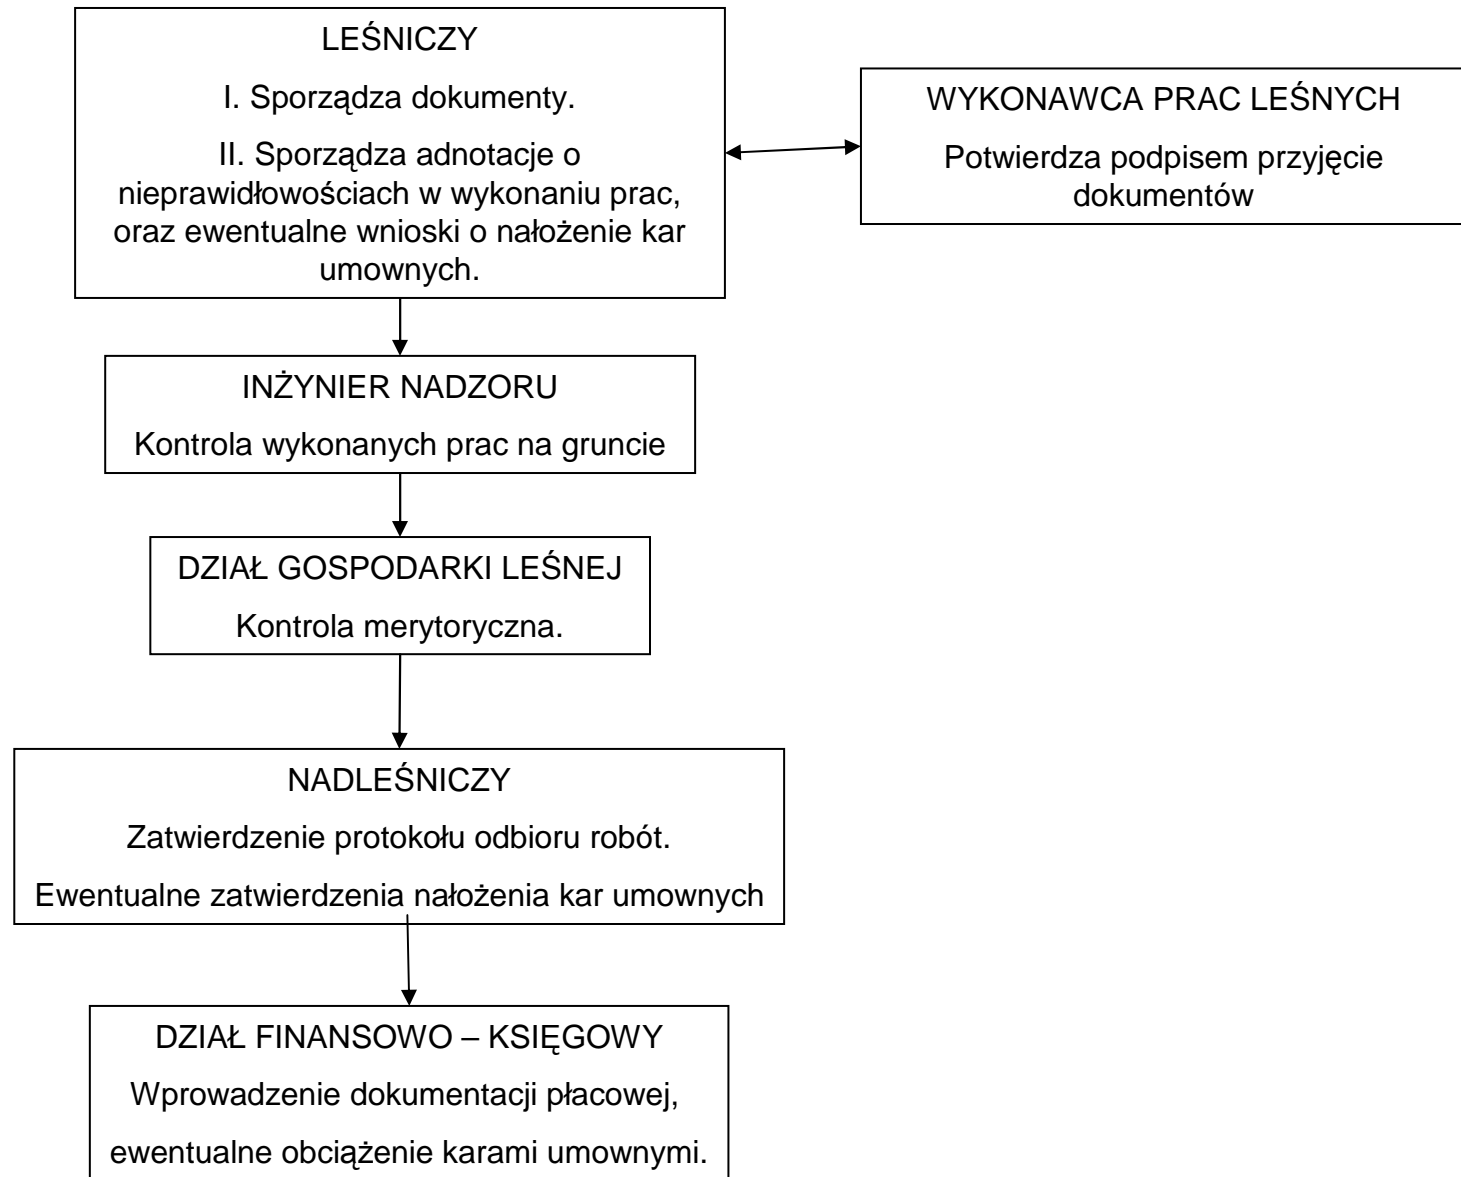 LEŚNICZY
I. Sporządza dokumenty.
II. Sporządza adnotacje o
nieprawidłowościach w wykonaniu prac,
oraz ewentualne wnioski o nałożenie kar
umownych.
WYKONAWCA PRAC LEŚNYCH
Potwierdza podpisem przyjęcie
dokumentów
INŻYNIER NADZORU
Kontrola wykonanych prac na gruncie
DZIAŁ GOSPODARKI LEŚNEJ
Kontrola merytoryczna.
NADLEŚNICZY
Zatwierdzenie protokołu odbioru robót.
Ewentualne zatwierdzenia nałożenia kar umownych
DZIAŁ FINANSOWO – KSIĘGOWY
Wprowadzenie dokumentacji płacowej,
ewentualne obciążenie karami umownymi.